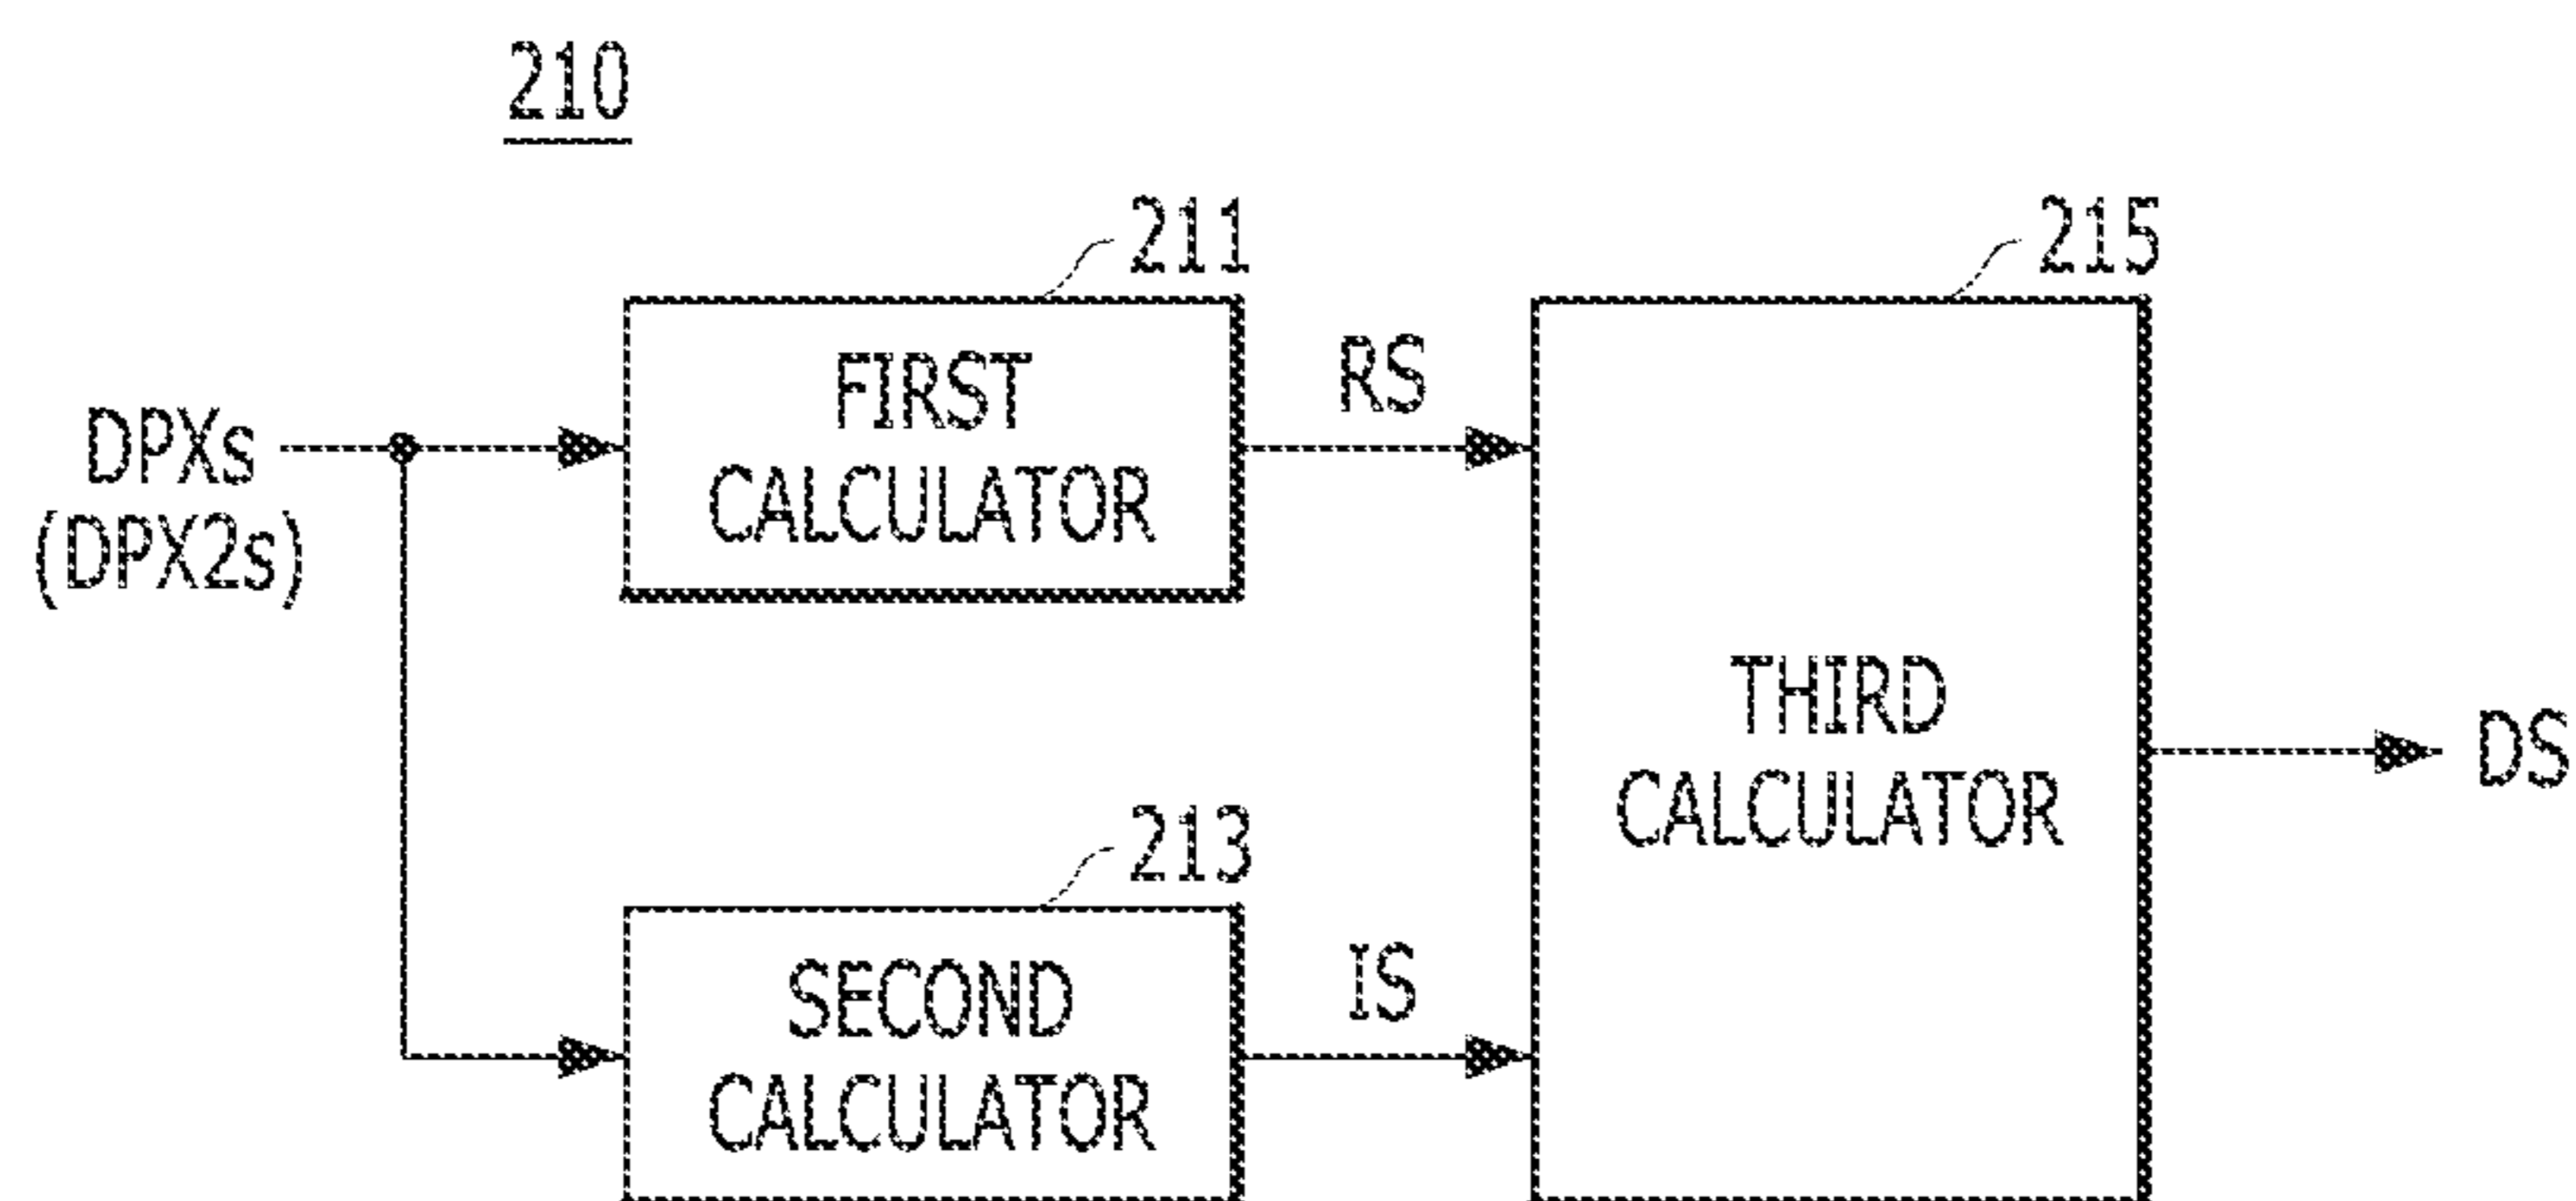 210
211
215
FIRST
CALCULATOR
RS
DPXs
(DPX2s)
THIRD
CALCULATOR
DS
213
SECOND
CALCULATOR
IS